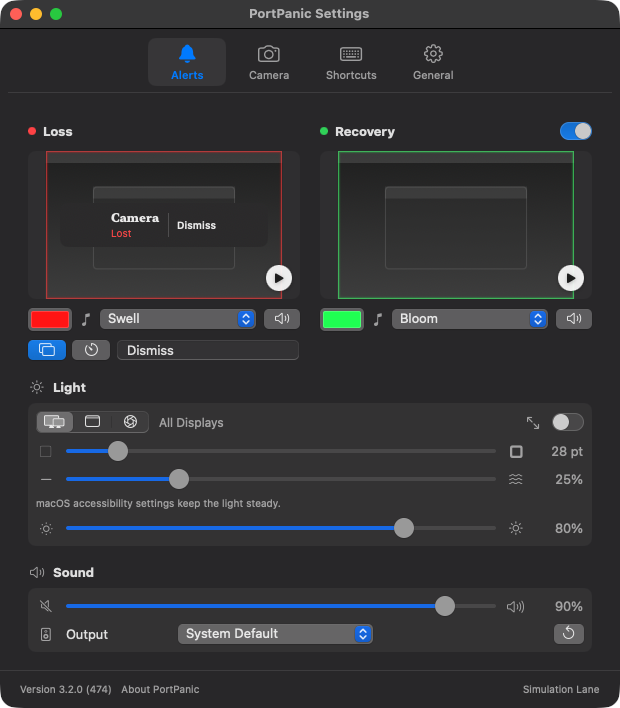 PortPanic Settings
Alerts
Camera
Shortcuts
General
Loss
Recovery
Camera
Lost
Dismiss
Swell
Bloom
Dismiss
Light
All Displays
28 pt
25%
macOS accessibility settings keep the light steady.
80%
Sound
90%
Output
System Default
Version 3.2.0 (474)
About PortPanic
Simulation Lane